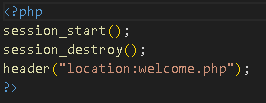 <?php
session_start();
session_destroy();
header("location:welcome.php");
?>